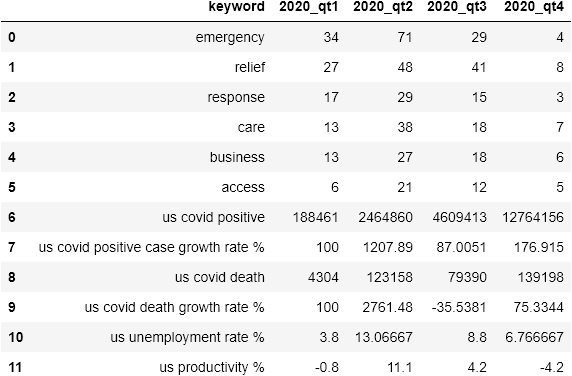 keyword 2020_qt1 2020_qt2 2020_qt3 2020_qt4
0 emergency 34 71 29 4
1 relief 27 48 41 8
2 response 17 29 15 3
3 care 13 38 18 7
4 business 13 27 18 6
5 access 6 21 12 5
6 us covid positive 188461 2464860 4609413 12764156
7 us covid positive case growth rate % 100 1207.89 87.0051 176.915
8 us covid death 4304 123158 79390 139198
9 us covid death growth rate % 100 2761.48 -35.5381 75.3344
10 us unemployment rate % 3.8 13.06667 8.8 6.766667
11 us productivity % -0.8 11.1 4.2 -4.2